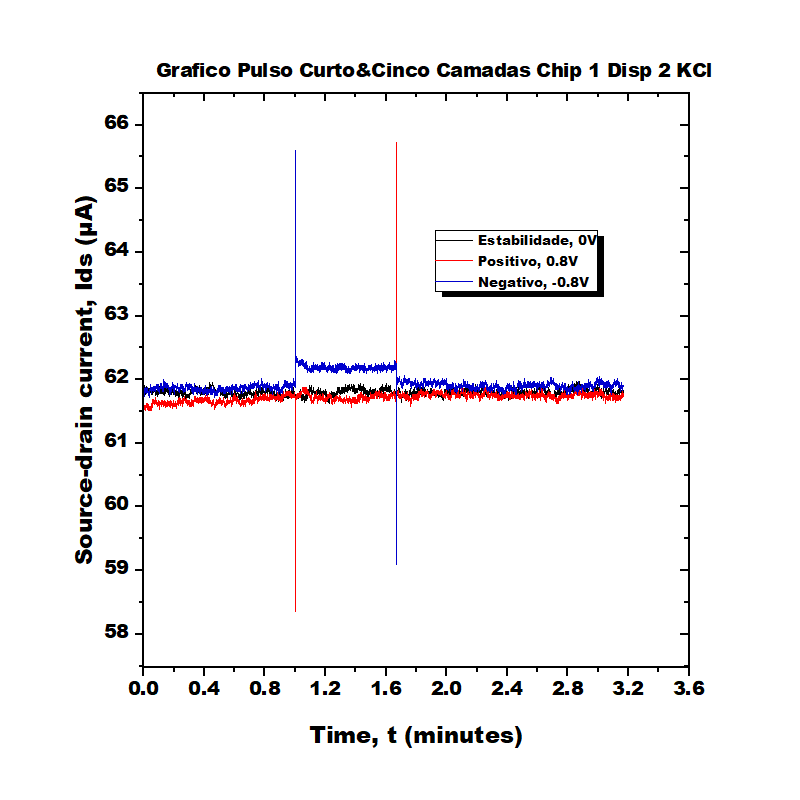 Grafico Pulso Curto&Cinco Camadas Chip 1 Disp 2 KCl
66
65
64
63
62
61
60
59
58
Source-drain current, Ids (µA)
Estabilidade, 0V
Positivo, 0.8V
Negativo, -0.8V
0.0 0.4 0.8 1.2 1.6 2.0 2.4 2.8 3.2 3.6
Time, t (minutes)